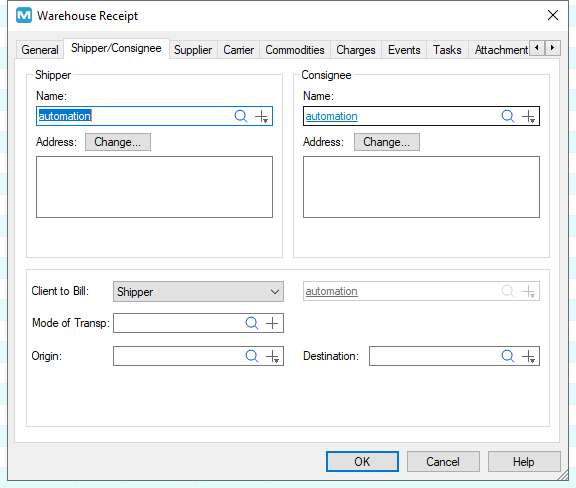 Warehouse Receipt
General Shipper/Consignee Supplier Carrier Commodities Charges Events Tasks Attachment
Shipper Consignee
Name: Name:
automation automation
Address: Change... Address: Change...
Client to Bill: Shipper automation
Mode of Transp:
Origin: Destination:
OK Cancel Help